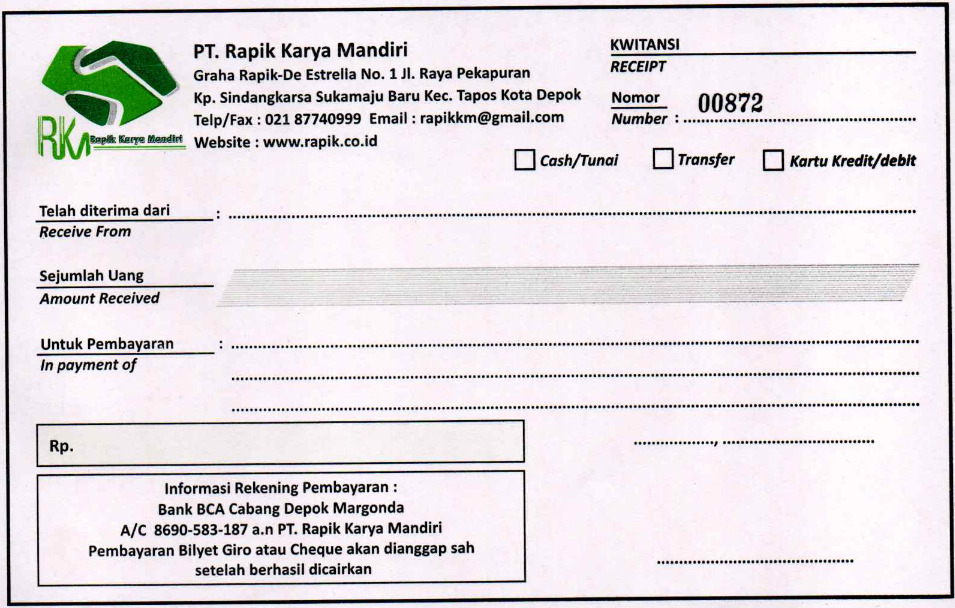 PT. Rapik Karya Mandiri
Graha Rapik-De Estrella No. 1 Jl. Raya Pekapuran
Kp. Sindangkarsa Sukamaju Baru Kec. Tapos Kota Depok
Telp/Fax : 021 87740999 Email : rapikkm@gmail.com
Website : www.rapik.co.id
RKM Rapik Karya Mandiri
KWITANSI
RECEIPT
Nomor 00872
Number :
Cash/Tunai Transfer Kartu Kredit/debit
Telah diterima dari :
Receive From
Sejumlah Uang
Amount Received
Untuk Pembayaran :
In payment of
Rp.
Informasi Rekening Pembayaran :
Bank BCA Cabang Depok Margonda
A/C 8690-583-187 a.n PT. Rapik Karya Mandiri
Pembayaran Bilyet Giro atau Cheque akan dianggap sah
setelah berhasil dicairkan